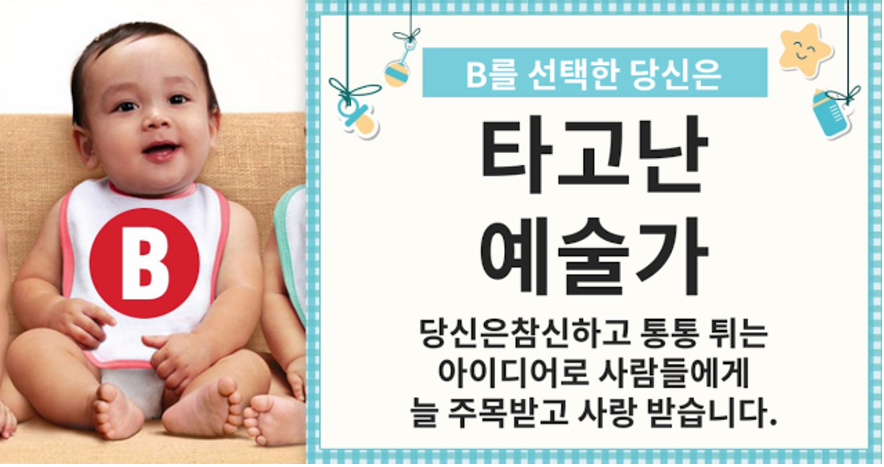 B
B를 선택한 당신은
타고난
예술가
당신은참신하고 통통 튀는
아이디어로 사람들에게
늘 주목받고 사랑 받습니다.